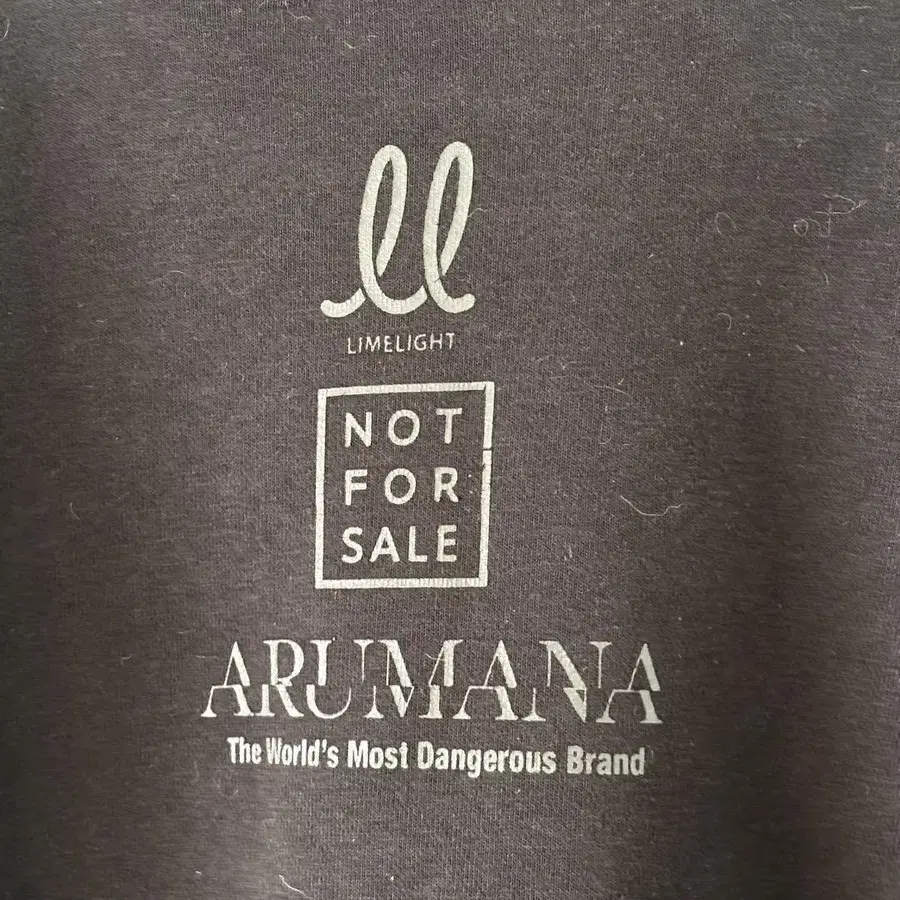 ll
LIMELIGHT
NOT
FOR
SALE
ARUMANA
The World's Most Dangerous Brand